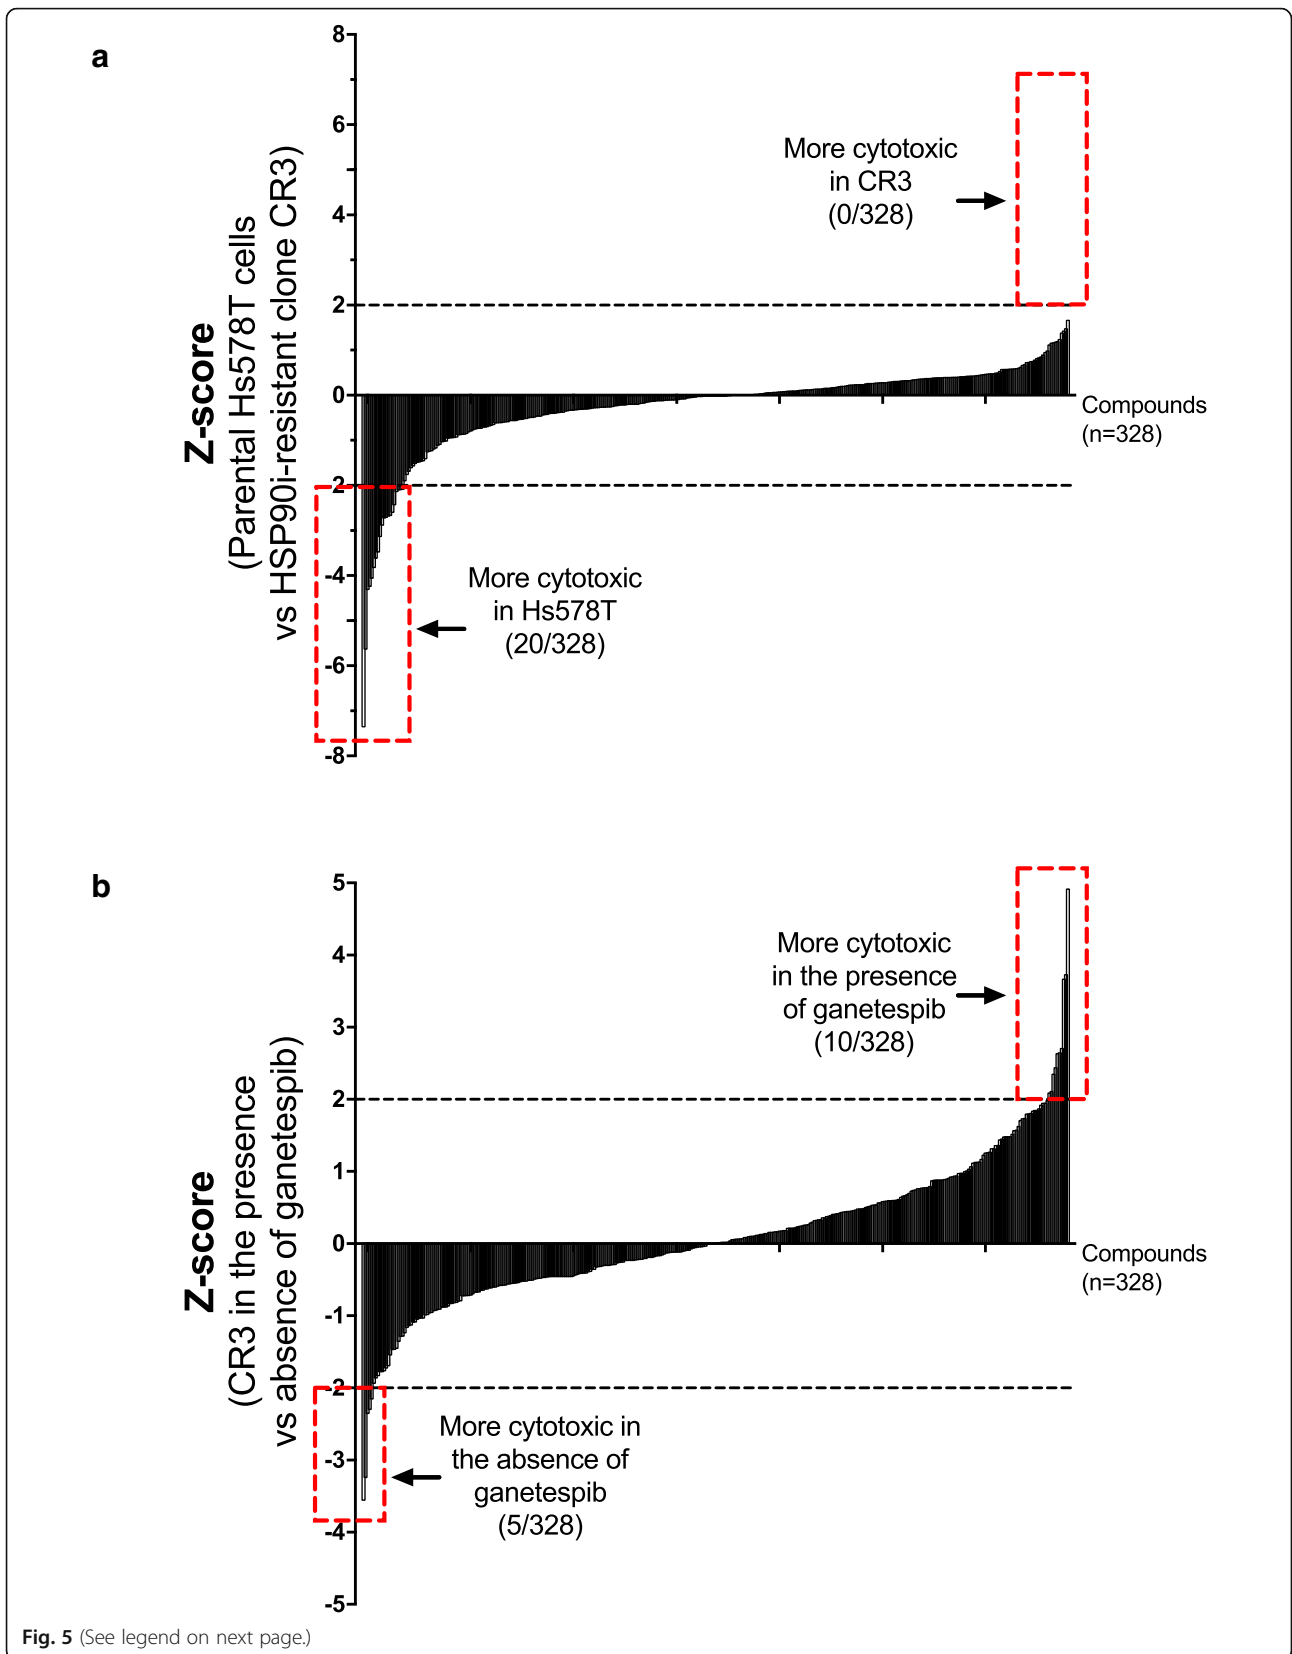 a
8
6
4
2
0
-2
-4
-6
-8
Z-score
(Parental Hs578T cells
vs HSP90i-resistant clone CR3)
More cytotoxic
in CR3
(0/328)
Compounds
(n=328)
More cytotoxic
in Hs578T
(20/328)
b
5
4
3
2
1
0
-1
-2
-3
-4
-5
Z-score
(CR3 in the presence
vs absence of ganetespib)
More cytotoxic
in the presence
of ganetespib
(10/328)
Compounds
(n=328)
More cytotoxic in
the absence of
ganetespib
(5/328)
Fig. 5 (See legend on next page.)